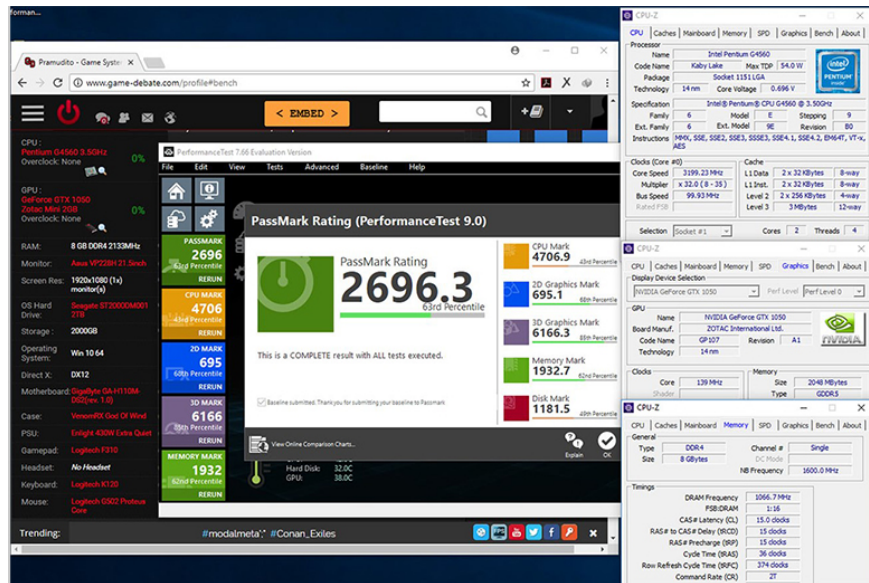 forman...
Pramudito - Game System
www.game-debate.com/profile#bench
< EMBED >
CPU :
Pentium G4560 3.5GHz
Overclock: None
0%
GPU :
GeForce GTX 1050
Zotac Mini 2GB
Overclock: None
0%
RAM: 8 GB DDR4 2133MHz
Monitor: Asus VP228H 21.5inch
Screen Res: 1920x1080 (1x) monitor(s)
OS Hard Drive: Seagate ST2000DM001 2TB
Storage : 2000GB
Operating System: Win 10 64
Direct X: DX12
Motherboard: GigaByte GA-H110M-DS2(rev. 1.0)
Case: VenomRX God Of Wind
PSU: Enlight 430W Extra Quiet
Gamepad: Logitech F310
Headset: No Headset
Keyboard: Logitech K120
Mouse: Logitech G502 Proteus Core
Trending: #modalmeta';* #Conan_Exiles
PerformanceTest 7.66 Evaluation Version
File Edit View Tests Advanced Baseline Help
PASSMARK
2696
63rd Percentile
RERUN
CPU MARK
4706
43rd Percentile
RERUN
2D MARK
695
68th Percentile
RERUN
3D MARK
6166
85th Percentile
RERUN
MEMORY MARK
1932
62nd Percentile
RERUN
PassMark Rating (PerformanceTest 9.0)
PassMark Rating
2696.3
63rd Percentile
This is a COMPLETE result with ALL tests executed.
Baseline submitted. Thank you for submitting your baseline to Passmark
CPU Mark
4706.9 43rd Percentile
2D Graphics Mark
695.1 68th Percentile
3D Graphics Mark
6166.3 85th Percentile
Memory Mark
1932.7 62nd Percentile
Disk Mark
1181.5 49th Percentile
View Online Comparison Charts...
Explain
OK
Hard Disk: 32.0C
GPU: 38.0C
CPU-Z
CPU Caches Mainboard Memory SPD Graphics Bench About
Processor
Name Intel Pentium G4560
Code Name Kaby Lake Max TDP 54.0 W
Package Socket 1151 LGA
Technology 14 nm Core Voltage 0.696 V
intel
PENTIUM
inside
Specification Intel® Pentium® CPU G4560 @ 3.50GHz
Family 6 Model E Stepping 9
Ext. Family 6 Ext. Model 9E Revision B0
Instructions MMX, SSE, SSE2, SSE3, SSSE3, SSE4.1, SSE4.2, EM64T, VT-x,
AES
Clocks (Core #0)
Core Speed 3199.23 MHz
Multiplier x 32.0 ( 8 - 35 )
Bus Speed 99.93 MHz
Rated FSB
Cache
L1 Data 2 x 32 KBytes 8-way
L1 Inst. 2 x 32 KBytes 8-way
Level 2 2 x 256 KBytes 4-way
Level 3 3 MBytes 12-way
Selection Socket #1 Cores 2 Threads 4
CPU-Z
CPU Caches Mainboard Memory SPD Graphics Bench About
Display Device Selection
NVIDIA GeForce GTX 1050 Perf Level Perf Level 0
GPU
Name NVIDIA GeForce GTX 1050
Board Manuf. ZOTAC International Ltd.
Code Name GP107 Revision A1
Technology 14 nm
NVIDIA
Clocks
Core 139 MHz
Shader
Memory
Size 2048 MBytes
Type GDDR5
CPU-Z
CPU Caches Mainboard Memory SPD Graphics Bench About
General
Type DDR4 Channel # Single
Size 8 GBytes DC Mode
NB Frequency 1600.0 MHz
Timings
DRAM Frequency 1066.7 MHz
FSB:DRAM 1:16
CAS# Latency (CL) 15.0 clocks
RAS# to CAS# Delay (tRCD) 15 clocks
RAS# Precharge (tRP) 15 clocks
Cycle Time (tRAS) 36 clocks
Row Refresh Cycle Time (tRFC) 374 clocks
Command Rate (CR) 2T